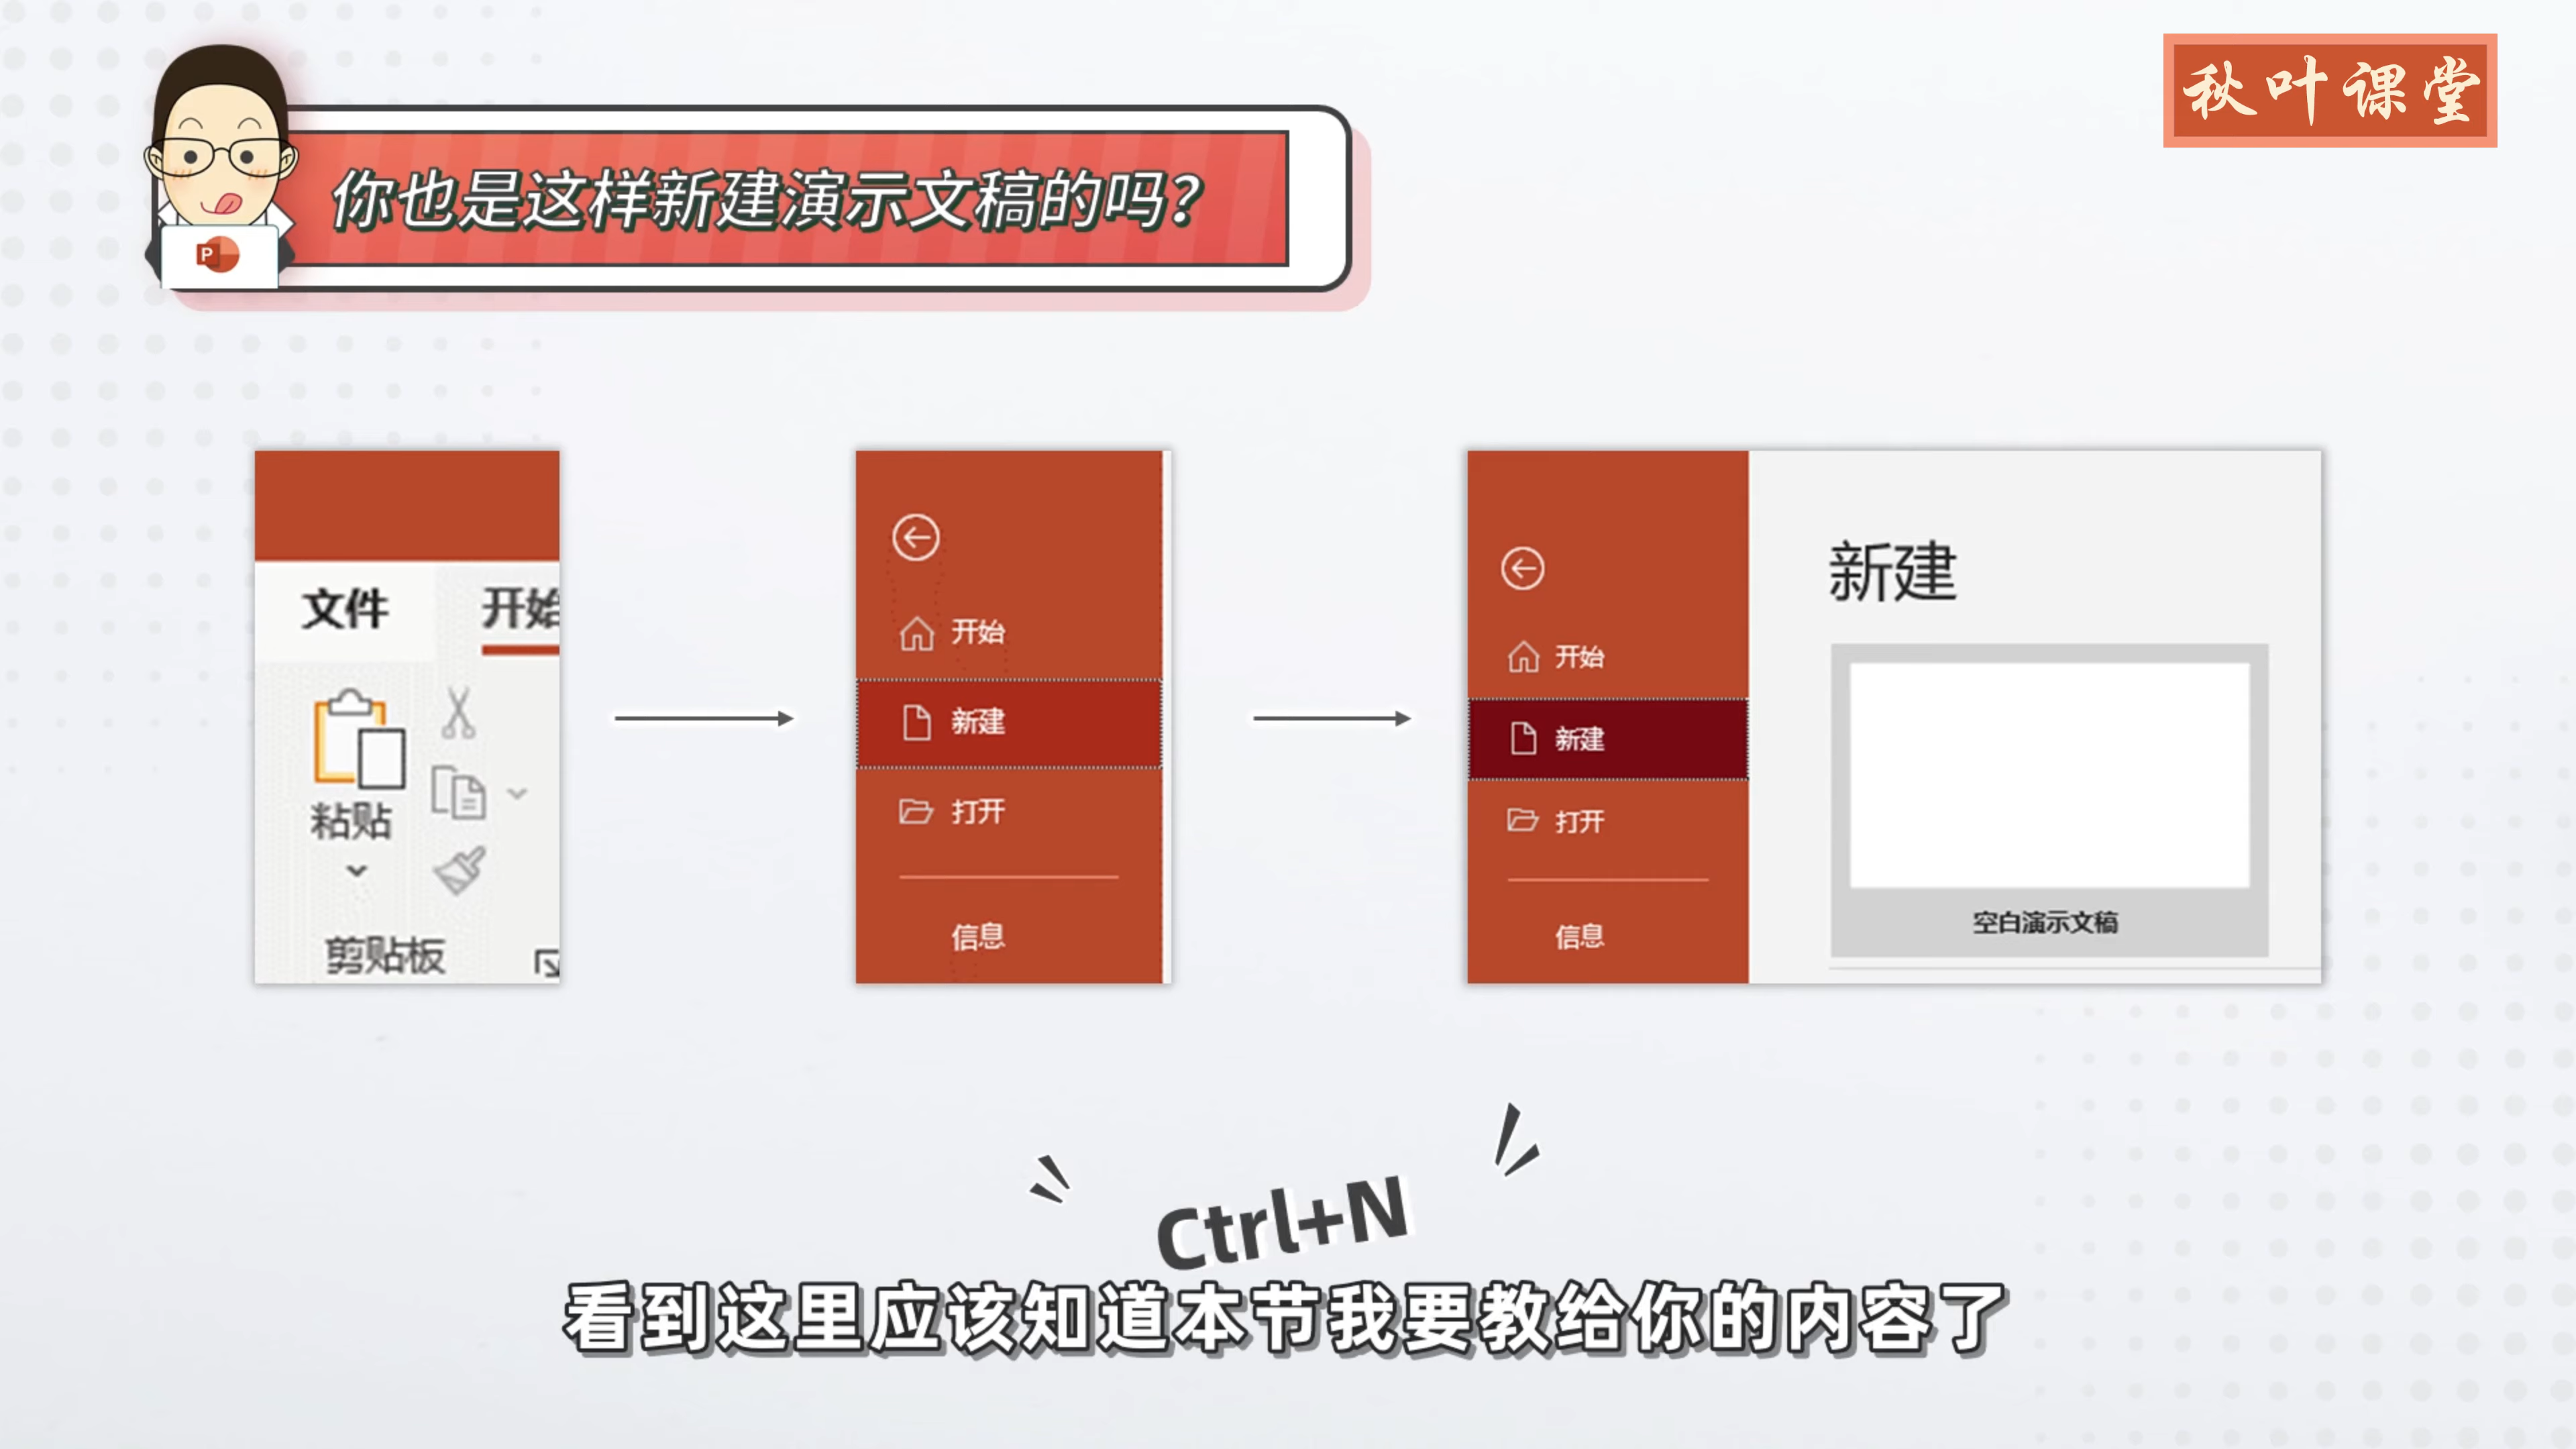 秋叶课堂
你也是这样新建演示文稿的吗?
P
文件 开始
粘贴
剪贴板
开始
新建
打开
信息
开始
新建
打开
信息
新建
空白演示文稿
Ctrl+N
看到这里应该知道本节我要教给你的内容了